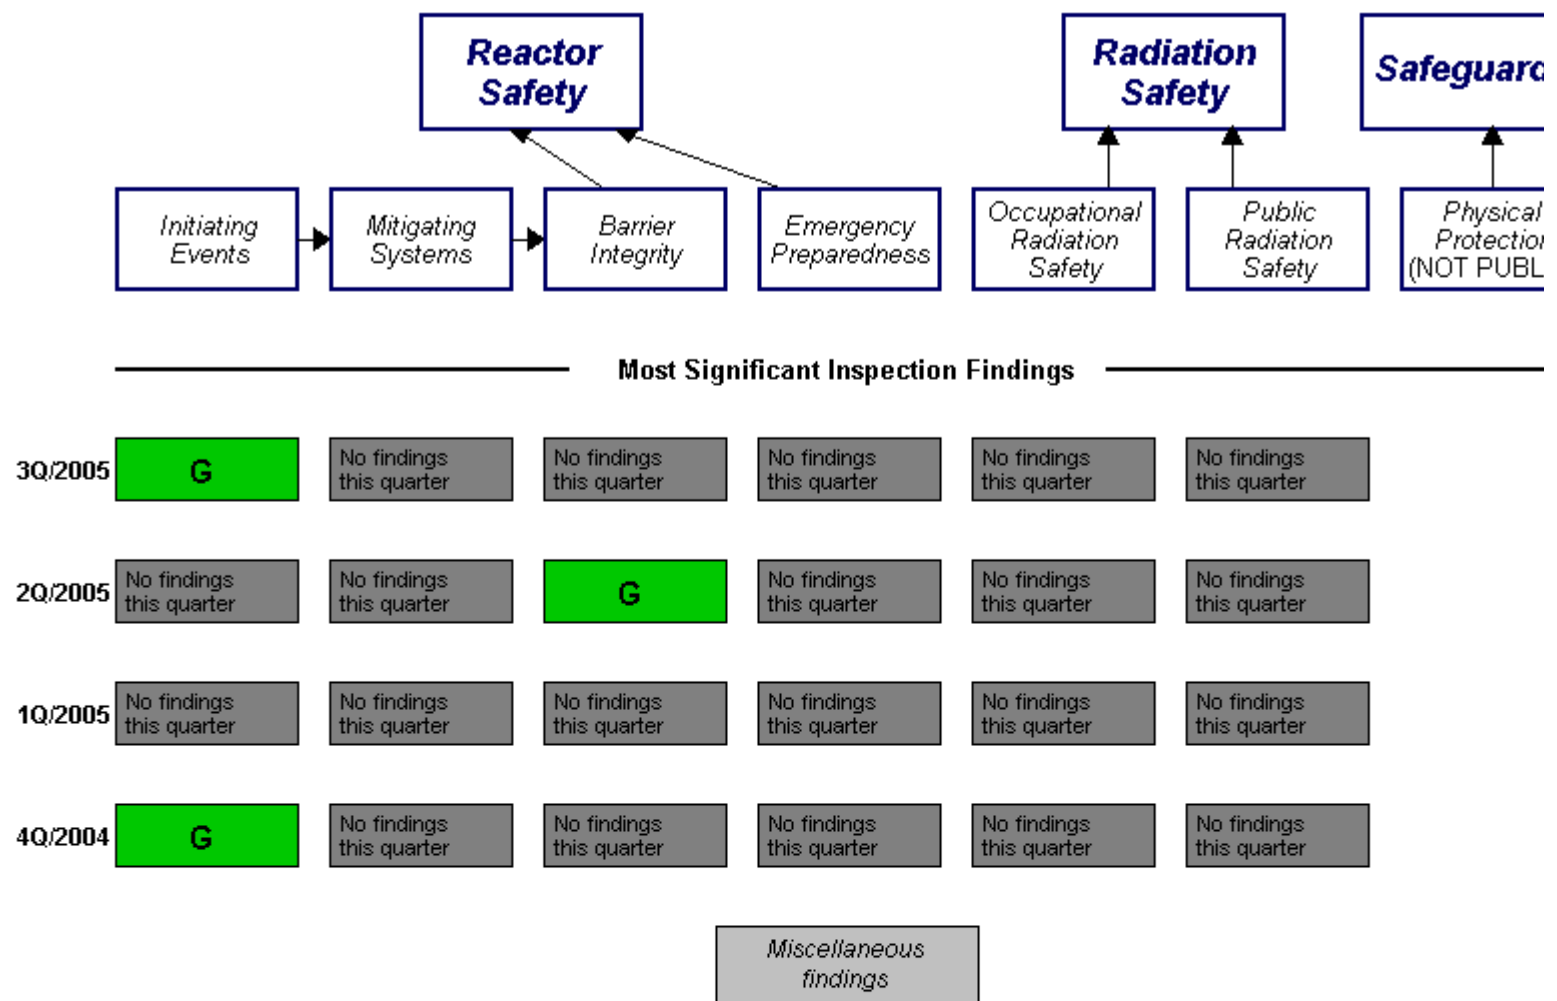 Reactor
Safety
Radiation
Safety
Safeguard
Initiating
Events
Mitigating
Systems
Barrier
Integrity
Emergency
Preparedness
Occupational
Radiation
Safety
Public
Radiation
Safety
Physical
Protection
(NOT PUBL
Most Significant Inspection Findings
3Q/2005
G
No findings
this quarter
No findings
this quarter
No findings
this quarter
No findings
this quarter
No findings
this quarter
2Q/2005
No findings
this quarter
No findings
this quarter
G
No findings
this quarter
No findings
this quarter
No findings
this quarter
1Q/2005
No findings
this quarter
No findings
this quarter
No findings
this quarter
No findings
this quarter
No findings
this quarter
No findings
this quarter
4Q/2004
G
No findings
this quarter
No findings
this quarter
No findings
this quarter
No findings
this quarter
No findings
this quarter
Miscellaneous
findings